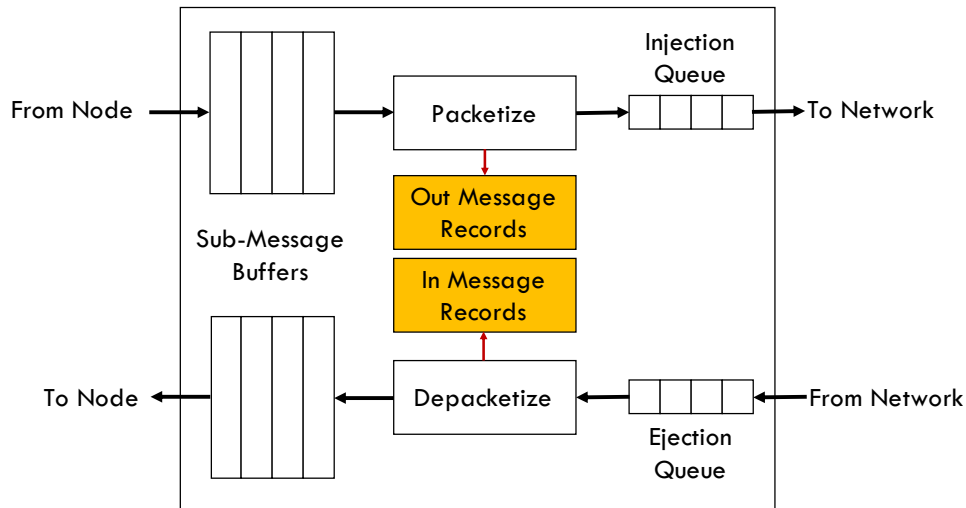 Injection
Queue
From Node
Packetize
To Network
Out Message
Records
Sub-Message
Buffers
In Message
Records
To Node
Depacketize
From Network
Ejection
Queue